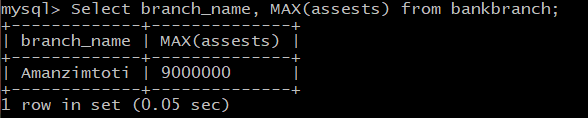 mysql> Select branch_name, MAX(assests) from bankbranch;
+-------------+--------------+
| branch_name | MAX(assests) |
+-------------+--------------+
| Amanzimtoti | 9000000      |
+-------------+--------------+
1 row in set (0.05 sec)